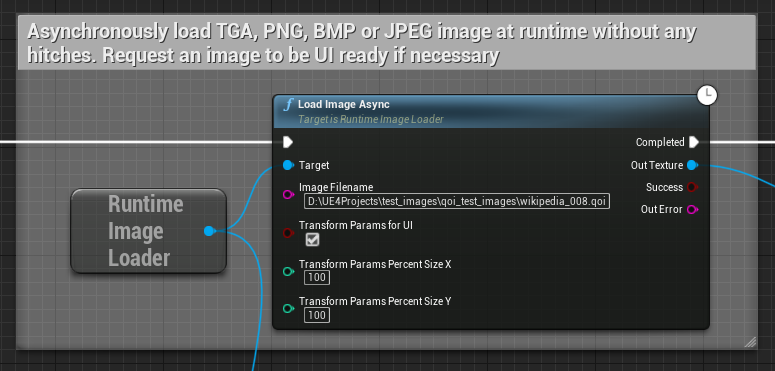 Asynchronously load TGA, PNG, BMP or JPEG image at runtime without any
hitches. Request an image to be UI ready if necessary
f Load Image Async
Target is Runtime Image Loader
Completed
Target
Out Texture
Image Filename
D:\UE4Projects\test_images\qoi_test_images\wikipedia_008.qoi
Success
Out Error
Transform Params for UI
Transform Params Percent Size X
100
Transform Params Percent Size Y
100
Runtime
Image
Loader